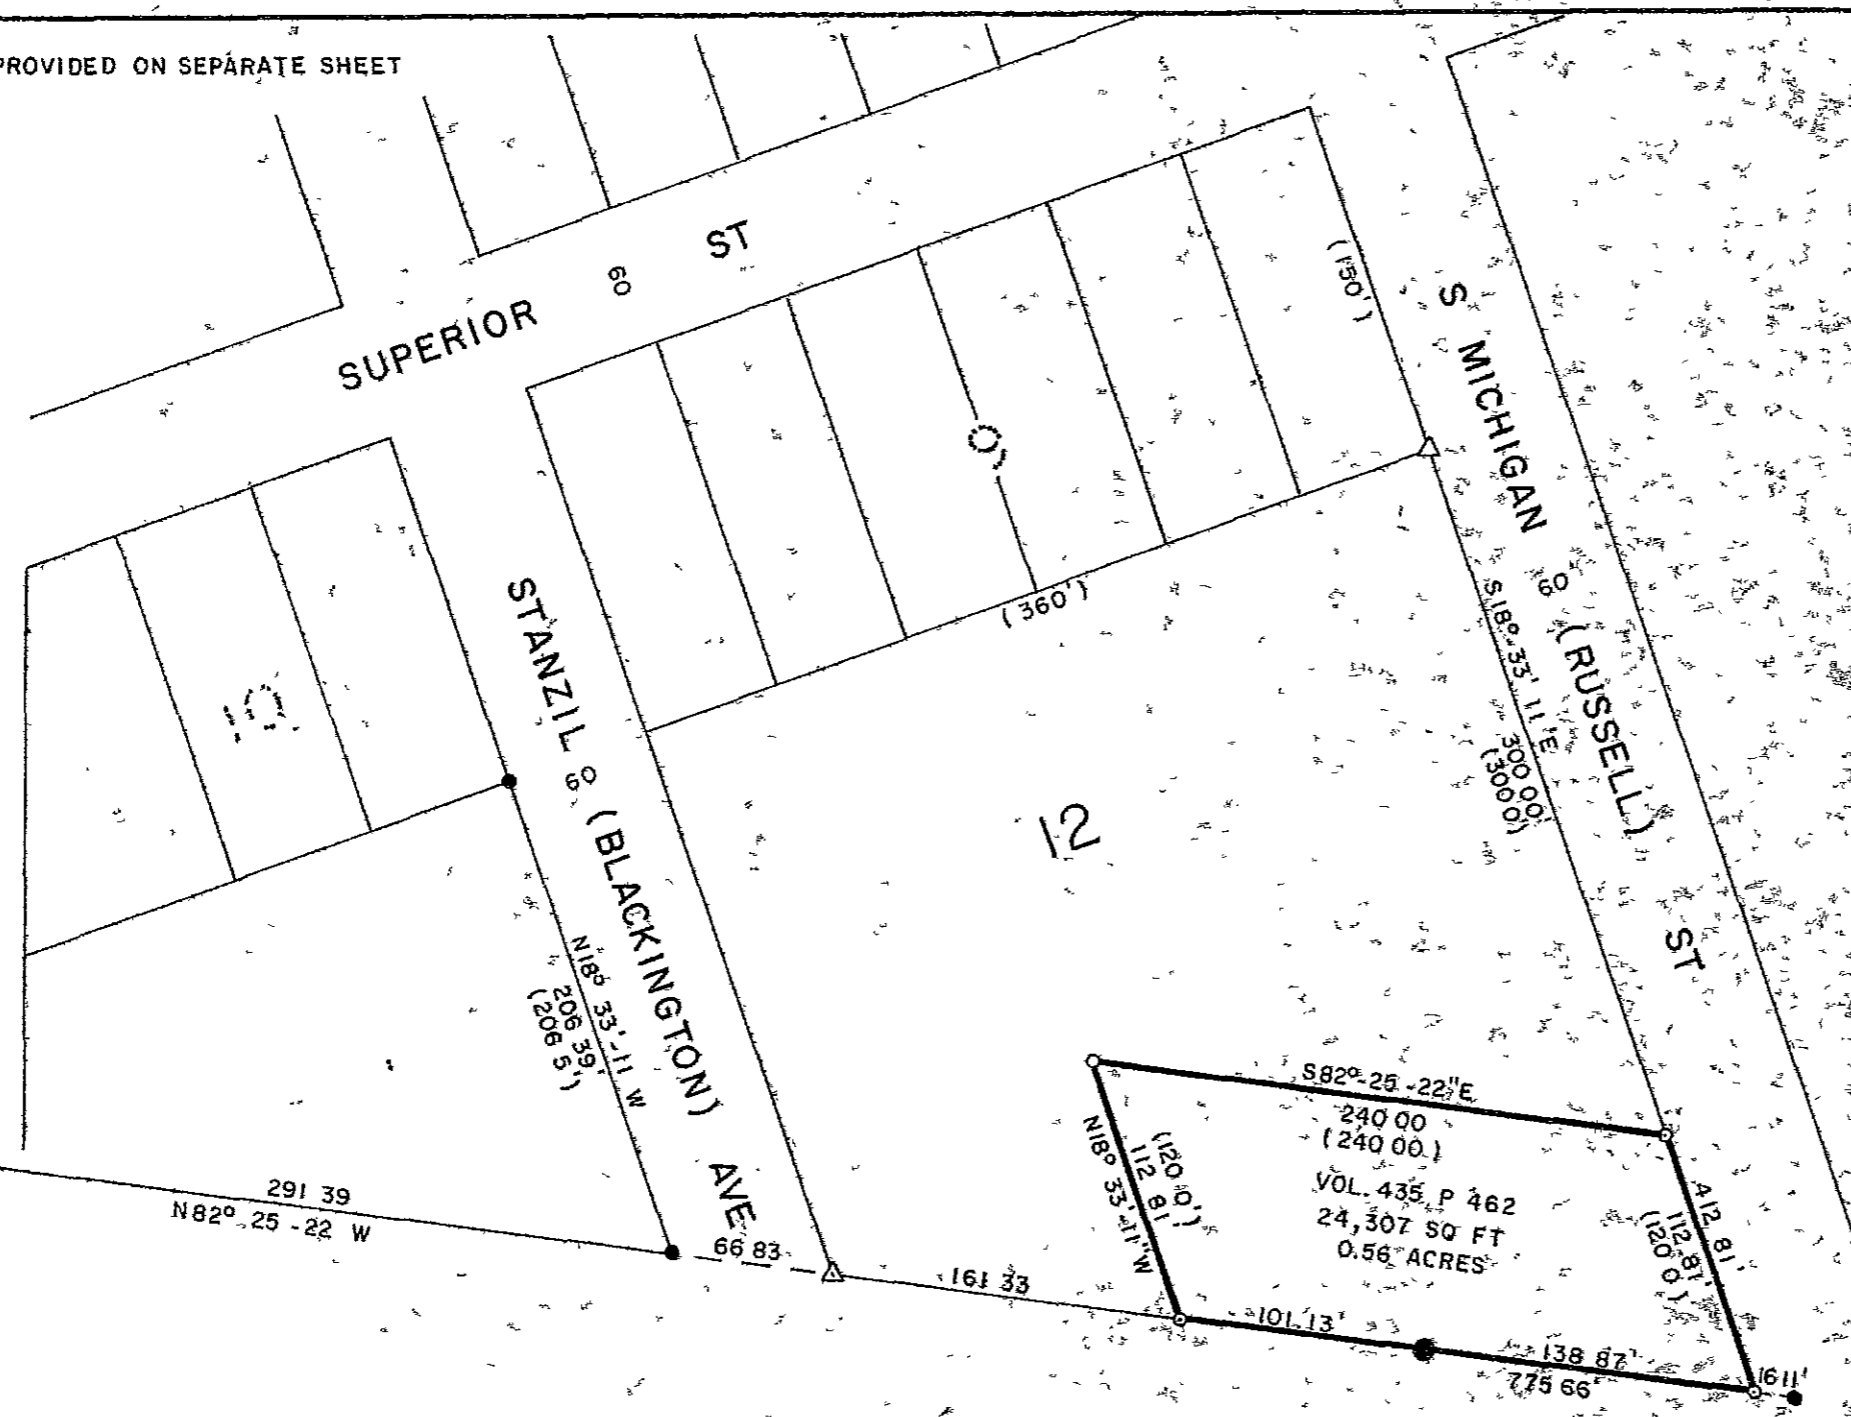 PROVIDED ON SEPARATE SHEET
SUPERIOR 60 ST
(150')
S MICHIGAN 60 (RUSSELL) ST
(360')
STANZIL 60 (BLACKINGTON) AVE
12
S18°-33' 11"E
300 00'
(300 0)
N18° 33'-11 W
206 39'
(206 5')
S82°-25-22"E
240 00
(240 00)
N18° 33'-11"W
112 81
(120 0')
VOL. 435, P 462
24,307 SQ FT
0.56 ACRES
412 81'
112 81'
(120 0)
291 39
N82° 25-22 W
66 83
161 33
101.13'
138 87'
775 66
16 11'